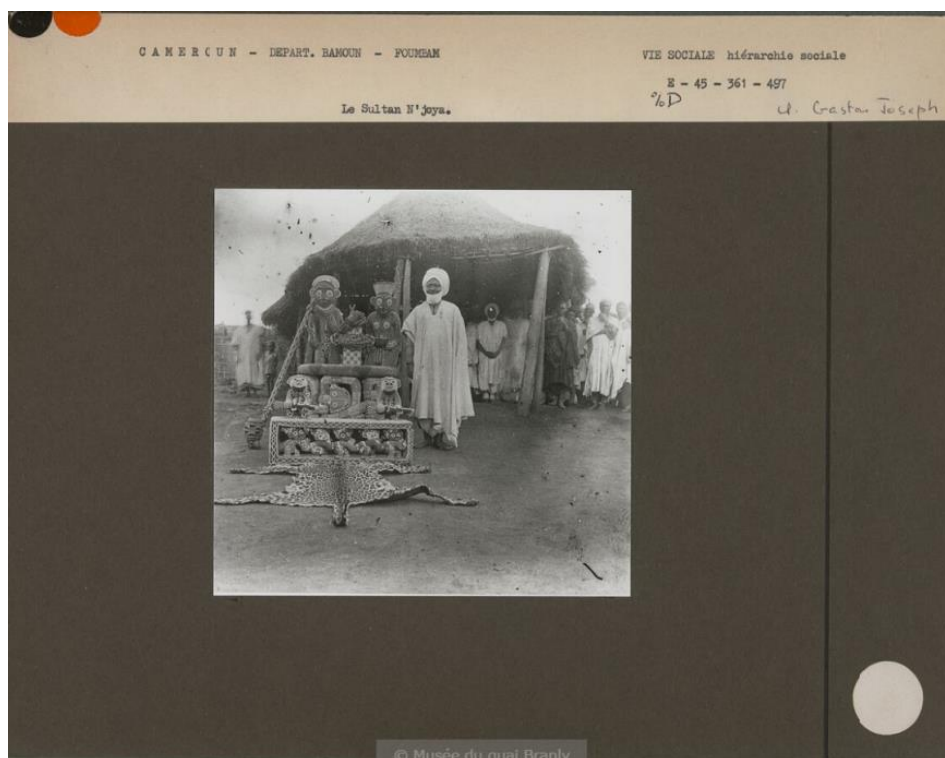 CAMEROUN - DEPART. BAMOUN - FOUMBAM
VIE SOCIALE hiérarchie sociale
E - 45 - 361 - 497
%D
Le Sultan N'joya.
cl. Gaston Joseph
© Musée du quai Branly